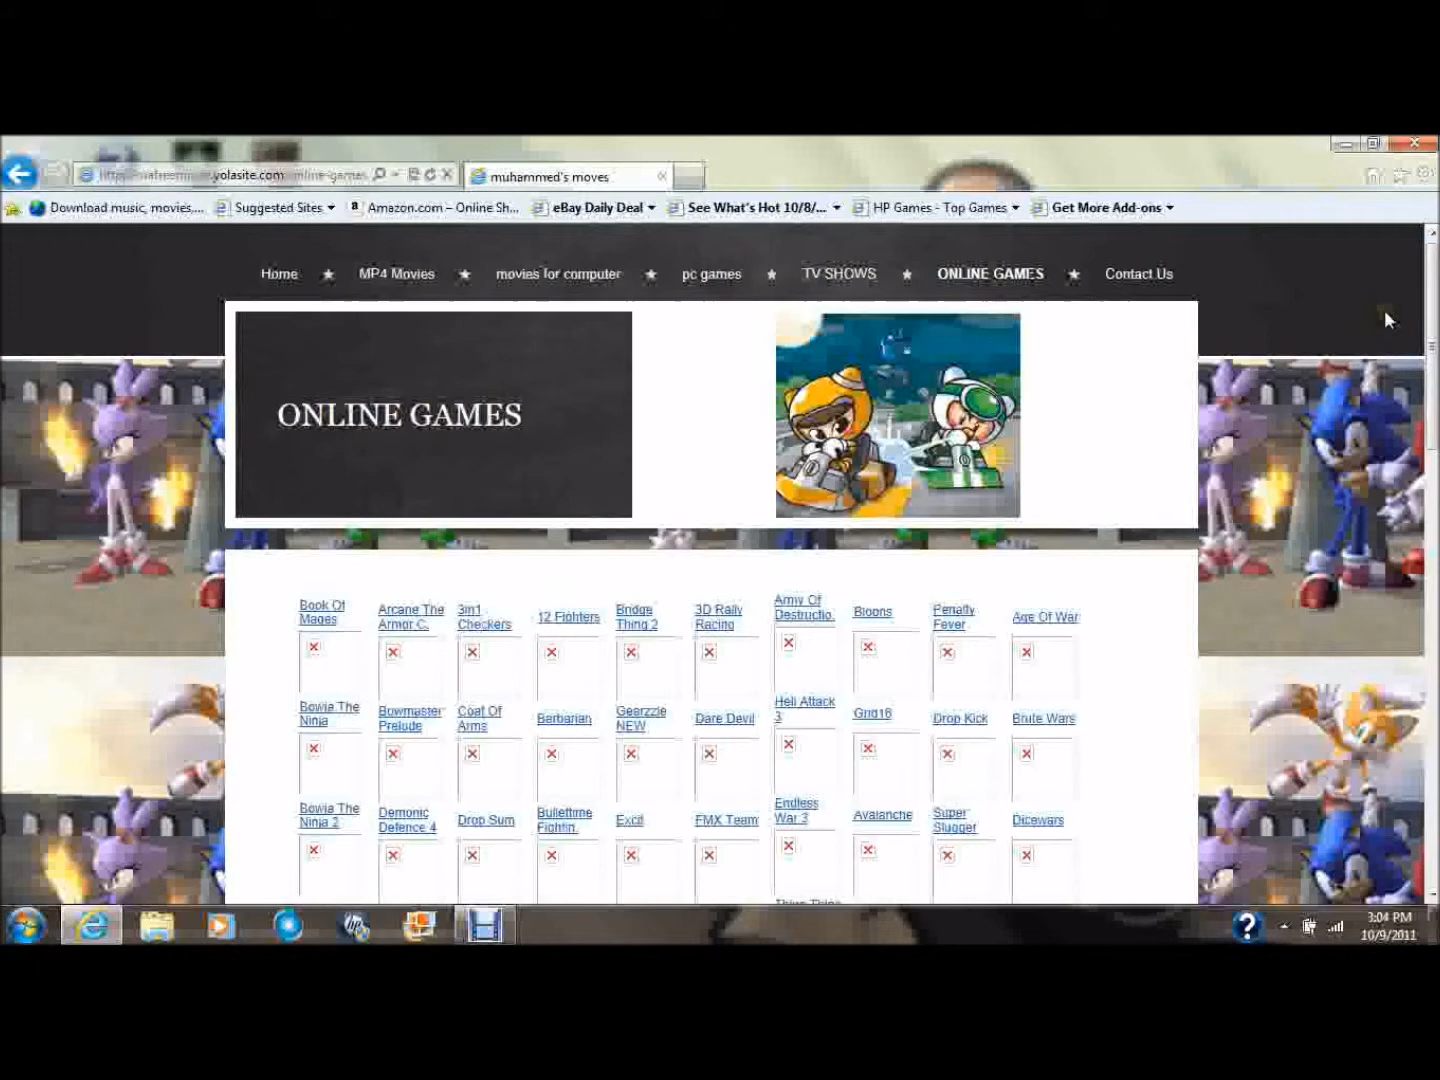 .yolasite.com
muhammed's moves
Download music, movies,...
Suggested Sites
Amazon.com – Online Sh...
eBay Daily Deal
See What's Hot 10/8/...
HP Games - Top Games
Get More Add-ons
Home ★ MP4 Movies ★ movies for computer ★ pc games ★ TV SHOWS ★ ONLINE GAMES ★ Contact Us
ONLINE GAMES
Book Of
Mages
Arcane The
Armor C.
3in1
Checkers
12 Fighters
Bridge
Thing 2
3D Rally
Racing
Army Of
Destructio.
Bloons
Penalty
Fever
Age Of War
Bowja The
Ninja
Bowmaster
Prelude
Coat Of
Arms
Barbarian
Gearzzle
NEW
Dare Devil
Heli Attack
3
Grid16
Drop Kick
Brute Wars
Bowja The
Ninja 2
Demonic
Defence 4
Drop Sum
Bullettime
Fightin.
Excit
FMX Team
Endless
War 3
Avalanche
Super
Slugger
Dicewars
3:04 PM
10/9/2011